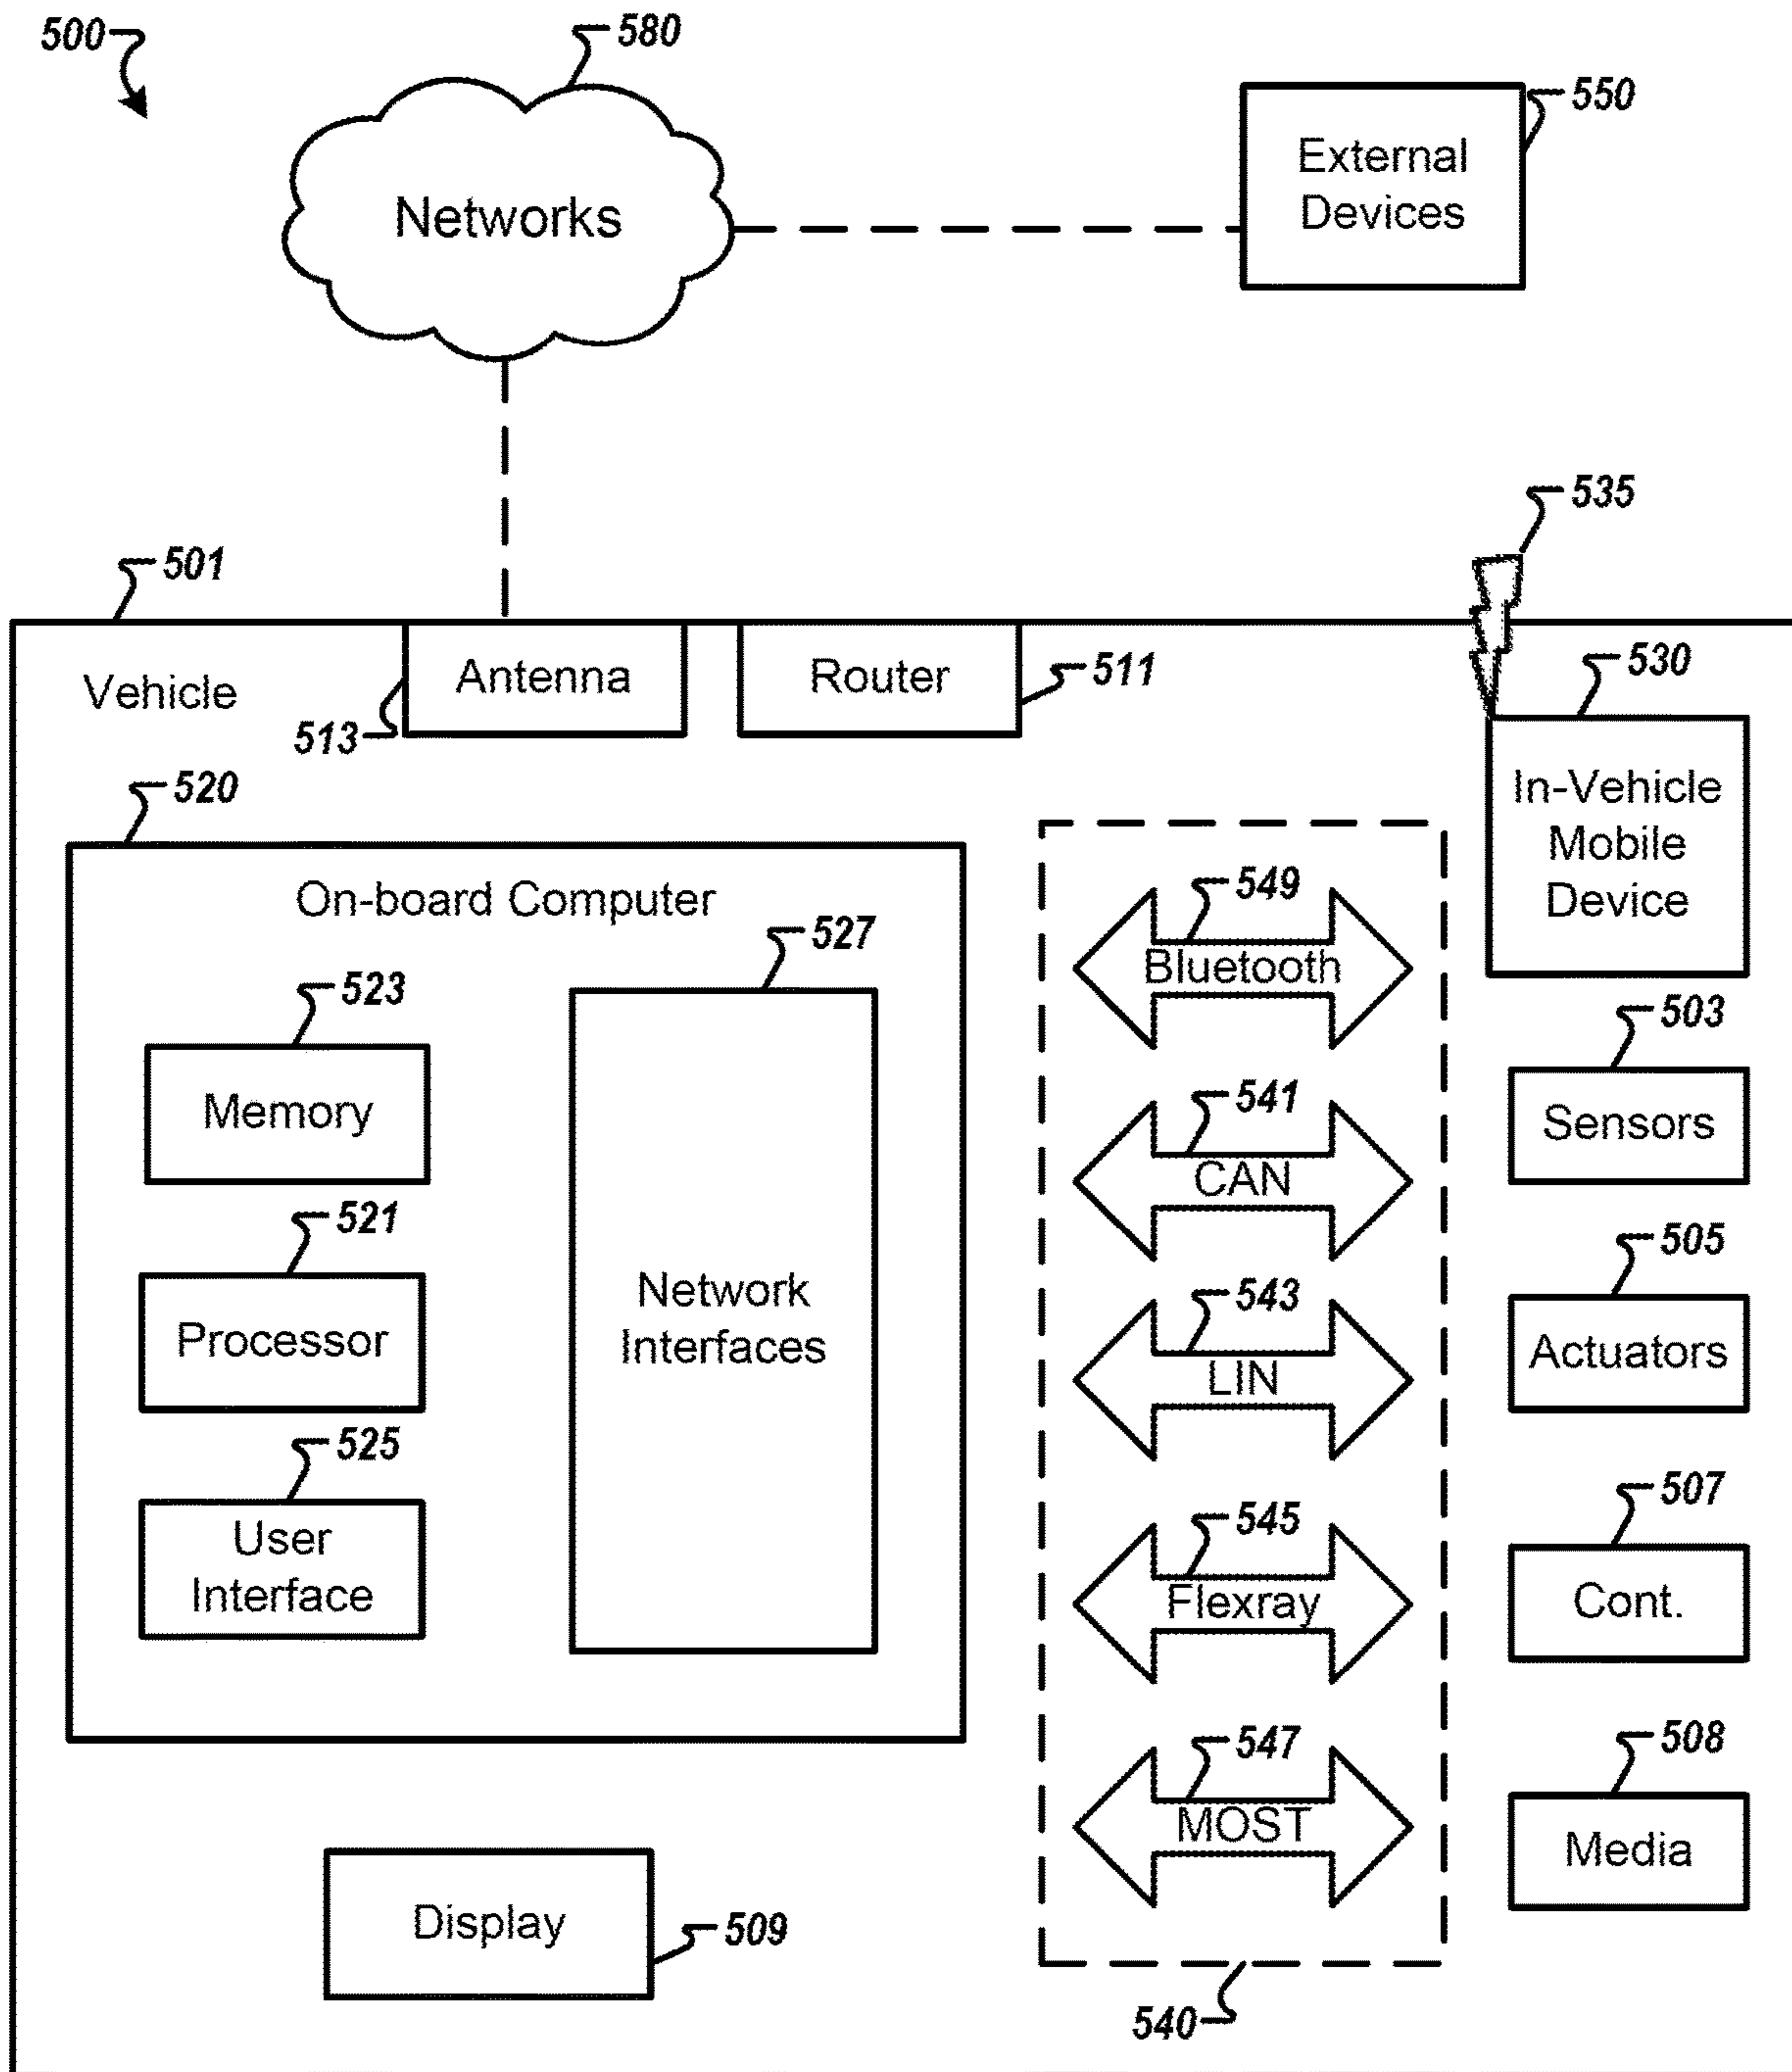 500
580
550
External
Devices
Networks
535
501
530
Vehicle
Antenna
Router
511
513
In-Vehicle
Mobile
Device
520
On-board Computer
549
Bluetooth
527
523
503
Memory
541
CAN
Sensors
521
505
Processor
Network
Interfaces
543
LIN
Actuators
525
507
User
Interface
545
Flexray
Cont.
547
MOST
508
Media
Display
509
540